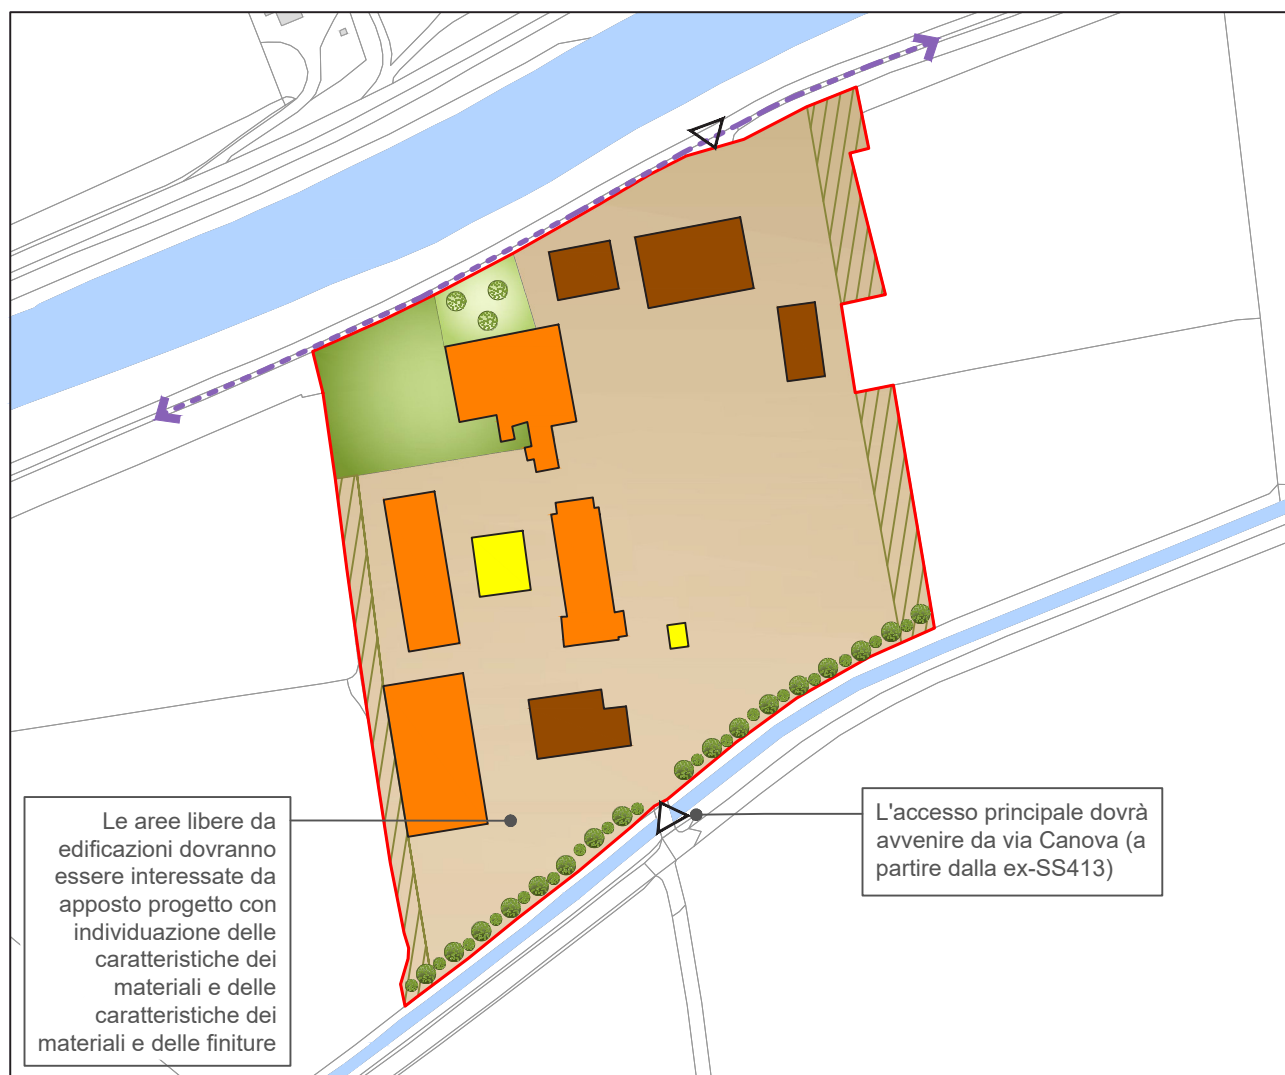 Le aree libere da
edificazioni dovranno
essere interessate da
apposto progetto con
individuazione delle
caratteristiche dei
materiali e delle
caratteristiche dei
materiali e delle finiture
L'accesso principale dovrà
avvenire da via Canova (a
partire dalla ex-SS413)